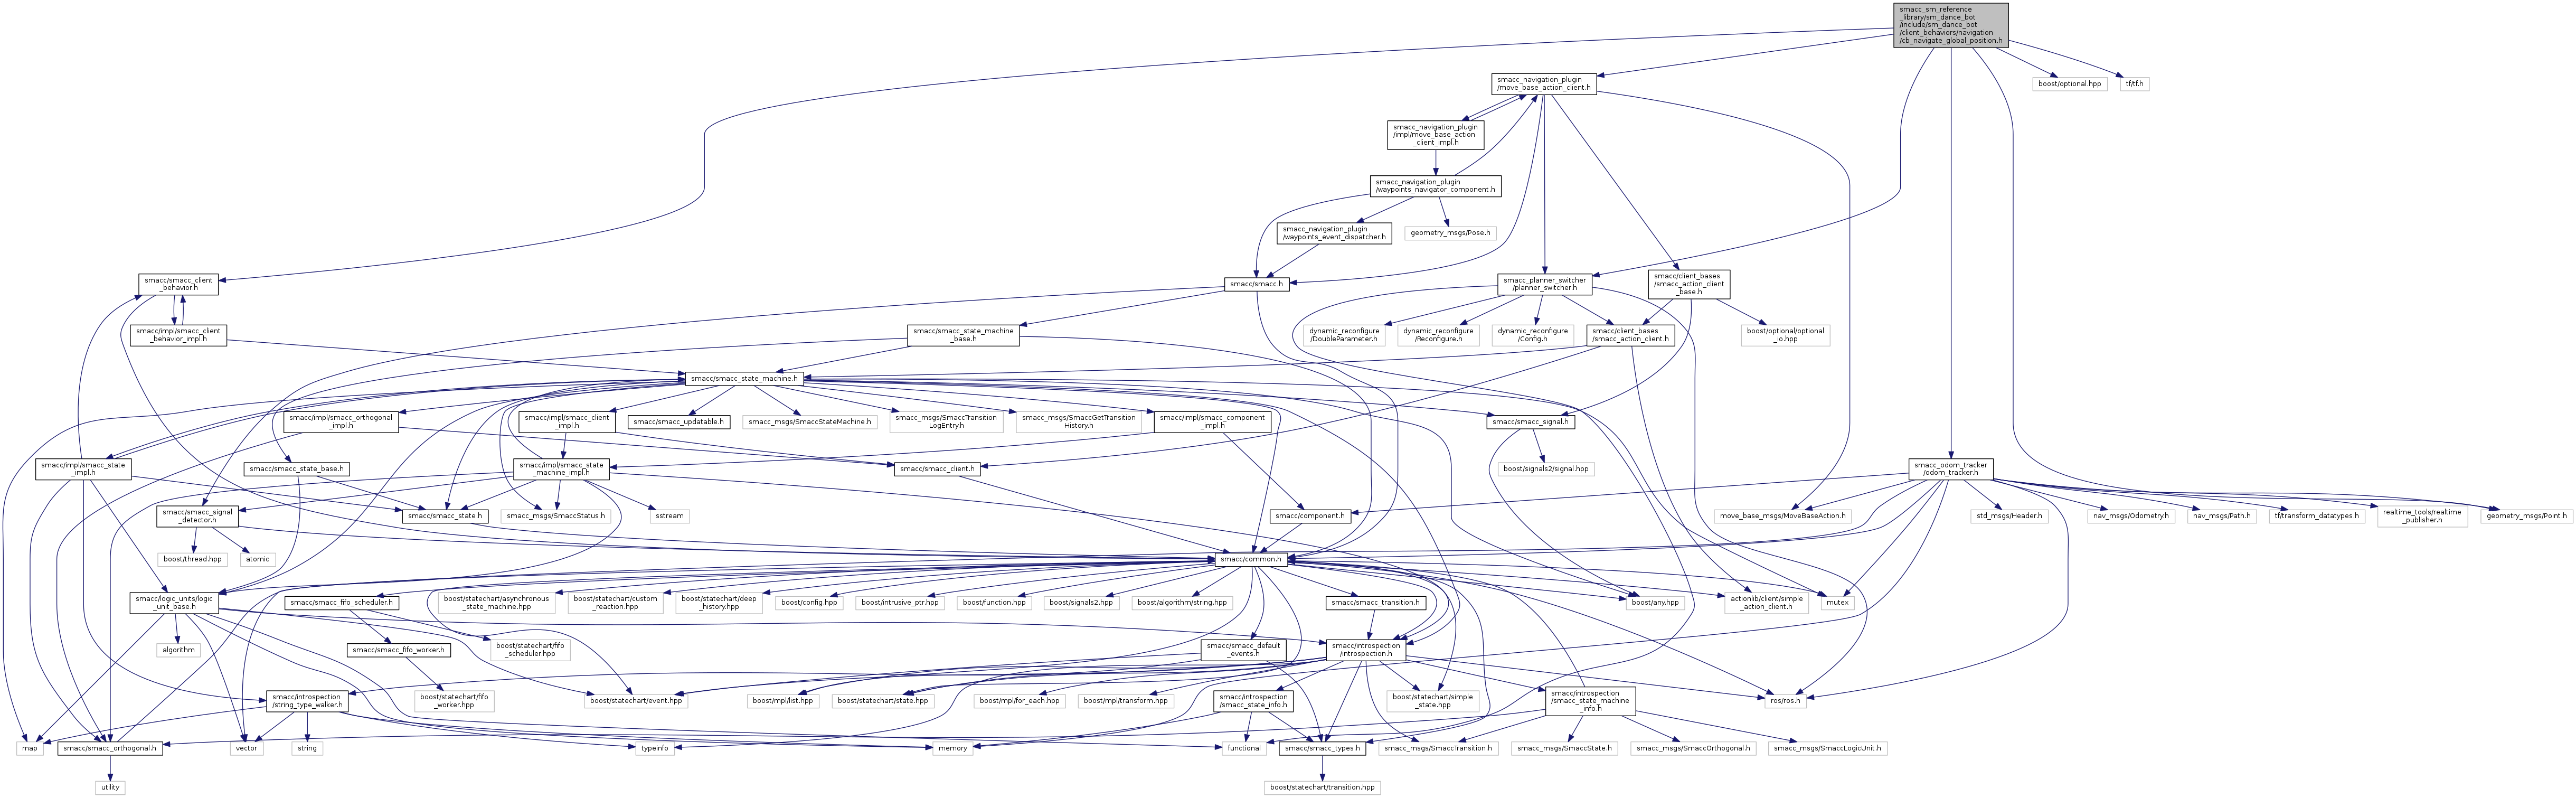 smacc_sm_reference
_library/sm_dance_bot
/include/sm_dance_bot
/client_behaviors/navigation
/cb_navigate_global_position.h
smacc_navigation_plugin
/move_base_action_client.h
boost/optional.hpp
tf/tf.h
smacc_navigation_plugin
/impl/move_base_action
_client_impl.h
smacc_navigation_plugin
/waypoints_navigator_component.h
smacc_navigation_plugin
/waypoints_event_dispatcher.h
geometry_msgs/Pose.h
smacc/smacc_client
_behavior.h
smacc/smacc.h
smacc_planner_switcher
/planner_switcher.h
smacc/client_bases
/smacc_action_client
_base.h
smacc/impl/smacc_client
_behavior_impl.h
smacc/smacc_state_machine
_base.h
dynamic_reconfigure
/DoubleParameter.h
dynamic_reconfigure
/Reconfigure.h
dynamic_reconfigure
/Config.h
smacc/client_bases
/smacc_action_client.h
boost/optional/optional
_io.hpp
smacc/smacc_state_machine.h
smacc/impl/smacc_orthogonal
_impl.h
smacc/impl/smacc_client
_impl.h
smacc/smacc_updatable.h
smacc_msgs/SmaccStateMachine.h
smacc_msgs/SmaccTransition
LogEntry.h
smacc_msgs/SmaccGetTransition
History.h
smacc/impl/smacc_component
_impl.h
smacc/smacc_signal.h
smacc/impl/smacc_state
_impl.h
smacc/smacc_state_base.h
smacc/impl/smacc_state
_machine_impl.h
smacc/smacc_client.h
boost/signals2/signal.hpp
smacc_odom_tracker
/odom_tracker.h
smacc/smacc_signal
_detector.h
smacc/smacc_state.h
smacc_msgs/SmaccStatus.h
sstream
smacc/component.h
move_base_msgs/MoveBaseAction.h
std_msgs/Header.h
nav_msgs/Odometry.h
nav_msgs/Path.h
tf/transform_datatypes.h
realtime_tools/realtime
_publisher.h
geometry_msgs/Point.h
boost/thread.hpp
atomic
smacc/common.h
smacc/logic_units/logic
_unit_base.h
smacc/smacc_fifo_scheduler.h
boost/statechart/asynchronous
_state_machine.hpp
boost/statechart/custom
_reaction.hpp
boost/statechart/deep
_history.hpp
boost/config.hpp
boost/intrusive_ptr.hpp
boost/function.hpp
boost/signals2.hpp
boost/algorithm/string.hpp
smacc/smacc_transition.h
boost/any.hpp
actionlib/client/simple
_action_client.h
mutex
algorithm
smacc/smacc_fifo_worker.h
boost/statechart/fifo
_scheduler.hpp
smacc/smacc_default
_events.h
smacc/introspection
/introspection.h
smacc/introspection
/string_type_walker.h
boost/statechart/fifo
_worker.hpp
boost/statechart/event.hpp
boost/mpl/list.hpp
boost/statechart/state.hpp
boost/mpl/for_each.hpp
boost/mpl/transform.hpp
smacc/introspection
/smacc_state_info.h
boost/statechart/simple
_state.hpp
smacc/introspection
/smacc_state_machine
_info.h
ros/ros.h
map
smacc/smacc_orthogonal.h
vector
string
typeinfo
memory
functional
smacc/smacc_types.h
smacc_msgs/SmaccTransition.h
smacc_msgs/SmaccState.h
smacc_msgs/SmaccOrthogonal.h
smacc_msgs/SmaccLogicUnit.h
utility
boost/statechart/transition.hpp